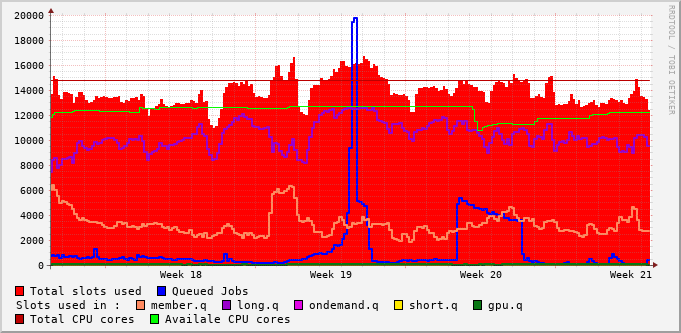 20000
18000
16000
14000
12000
10000
8000
6000
4000
2000
0
Week 18 Week 19 Week 20 Week 21
RRDTOOL / TOBI OETIKER
Total slots used Queued Jobs
Slots used in : member.q long.q ondemand.q short.q gpu.q
Total CPU cores Availale CPU cores